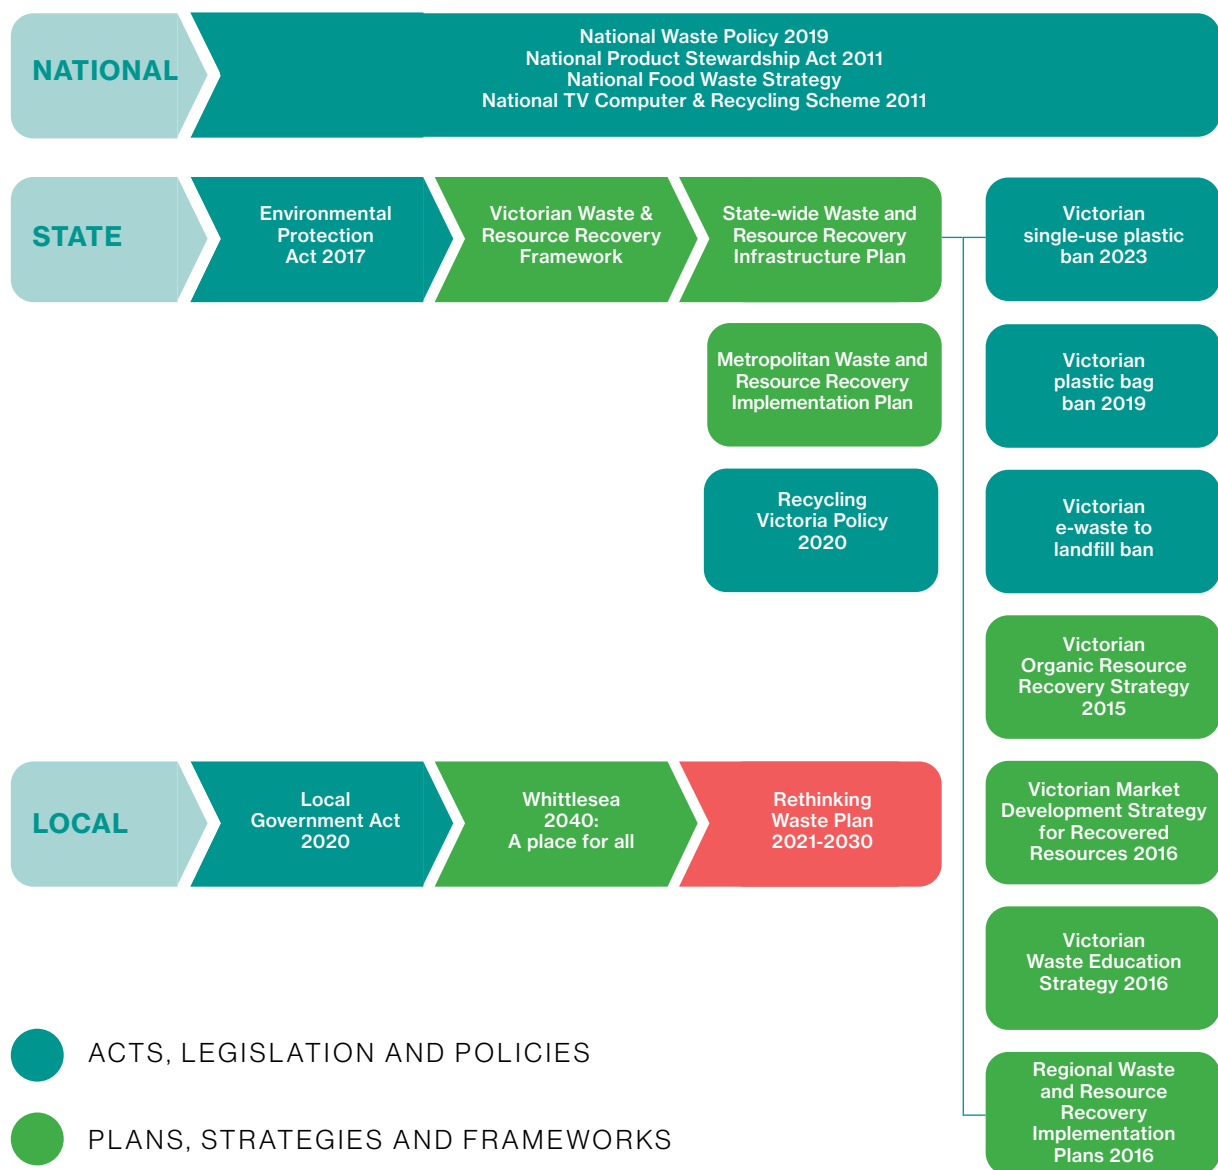 NATIONAL
National Waste Policy 2019
National Product Stewardship Act 2011
National Food Waste Strategy
National TV Computer & Recycling Scheme 2011
STATE
Environmental
Protection
Act 2017
Victorian Waste &
Resource Recovery
Framework
State-wide Waste and
Resource Recovery
Infrastructure Plan
Victorian
single-use plastic
ban 2023
Metropolitan Waste and
Resource Recovery
Implementation Plan
Victorian
plastic bag
ban 2019
Recycling
Victoria Policy
2020
Victorian
e-waste to
landfill ban
Victorian
Organic Resource
Recovery Strategy
2015
LOCAL
Local
Government Act
2020
Whittlesea
2040:
A place for all
Rethinking
Waste Plan
2021-2030
Victorian Market
Development Strategy
for Recovered
Resources 2016
Victorian
Waste Education
Strategy 2016
Regional Waste
and Resource
Recovery
Implementation
Plans 2016
ACTS, LEGISLATION AND POLICIES
PLANS, STRATEGIES AND FRAMEWORKS